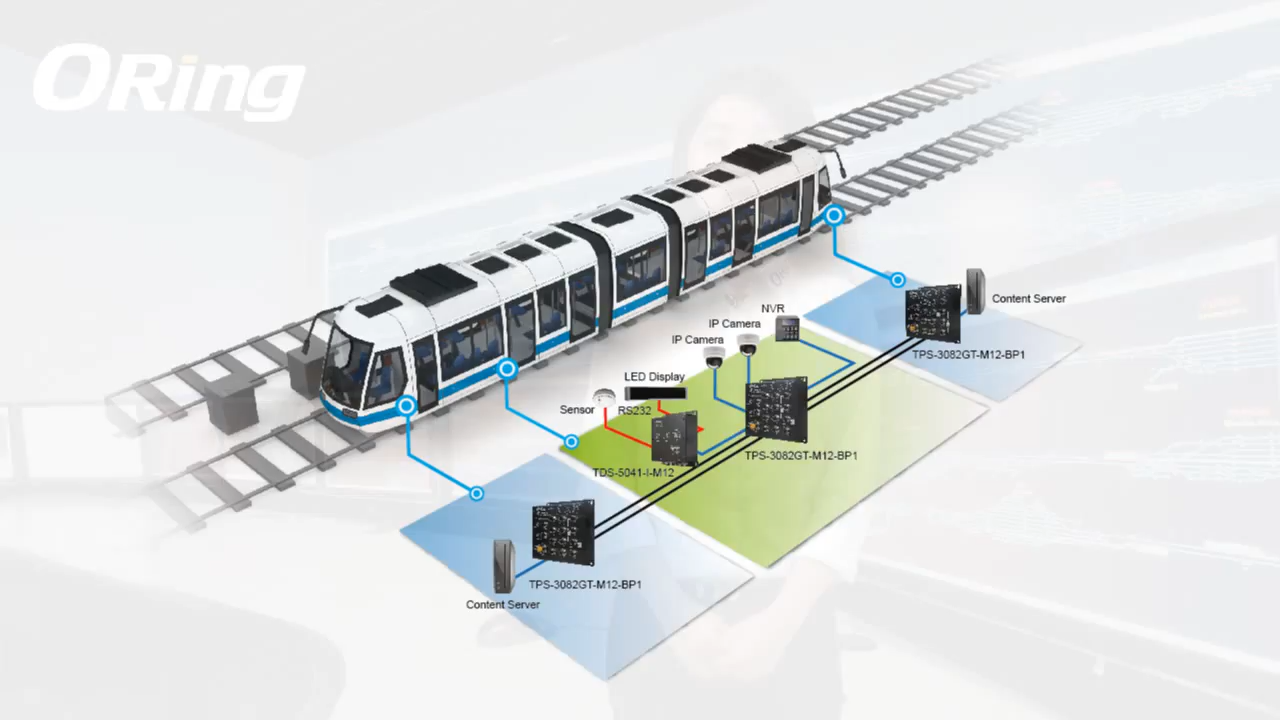 ORing
Content Server
TPS-3082GT-M12-BP1
NVR
IP Camera
IP Camera
LED Display
Sensor
RS232
TPS-3082GT-M12-BP1
TDS-5041-I-M12
TPS-3082GT-M12-BP1
Content Server